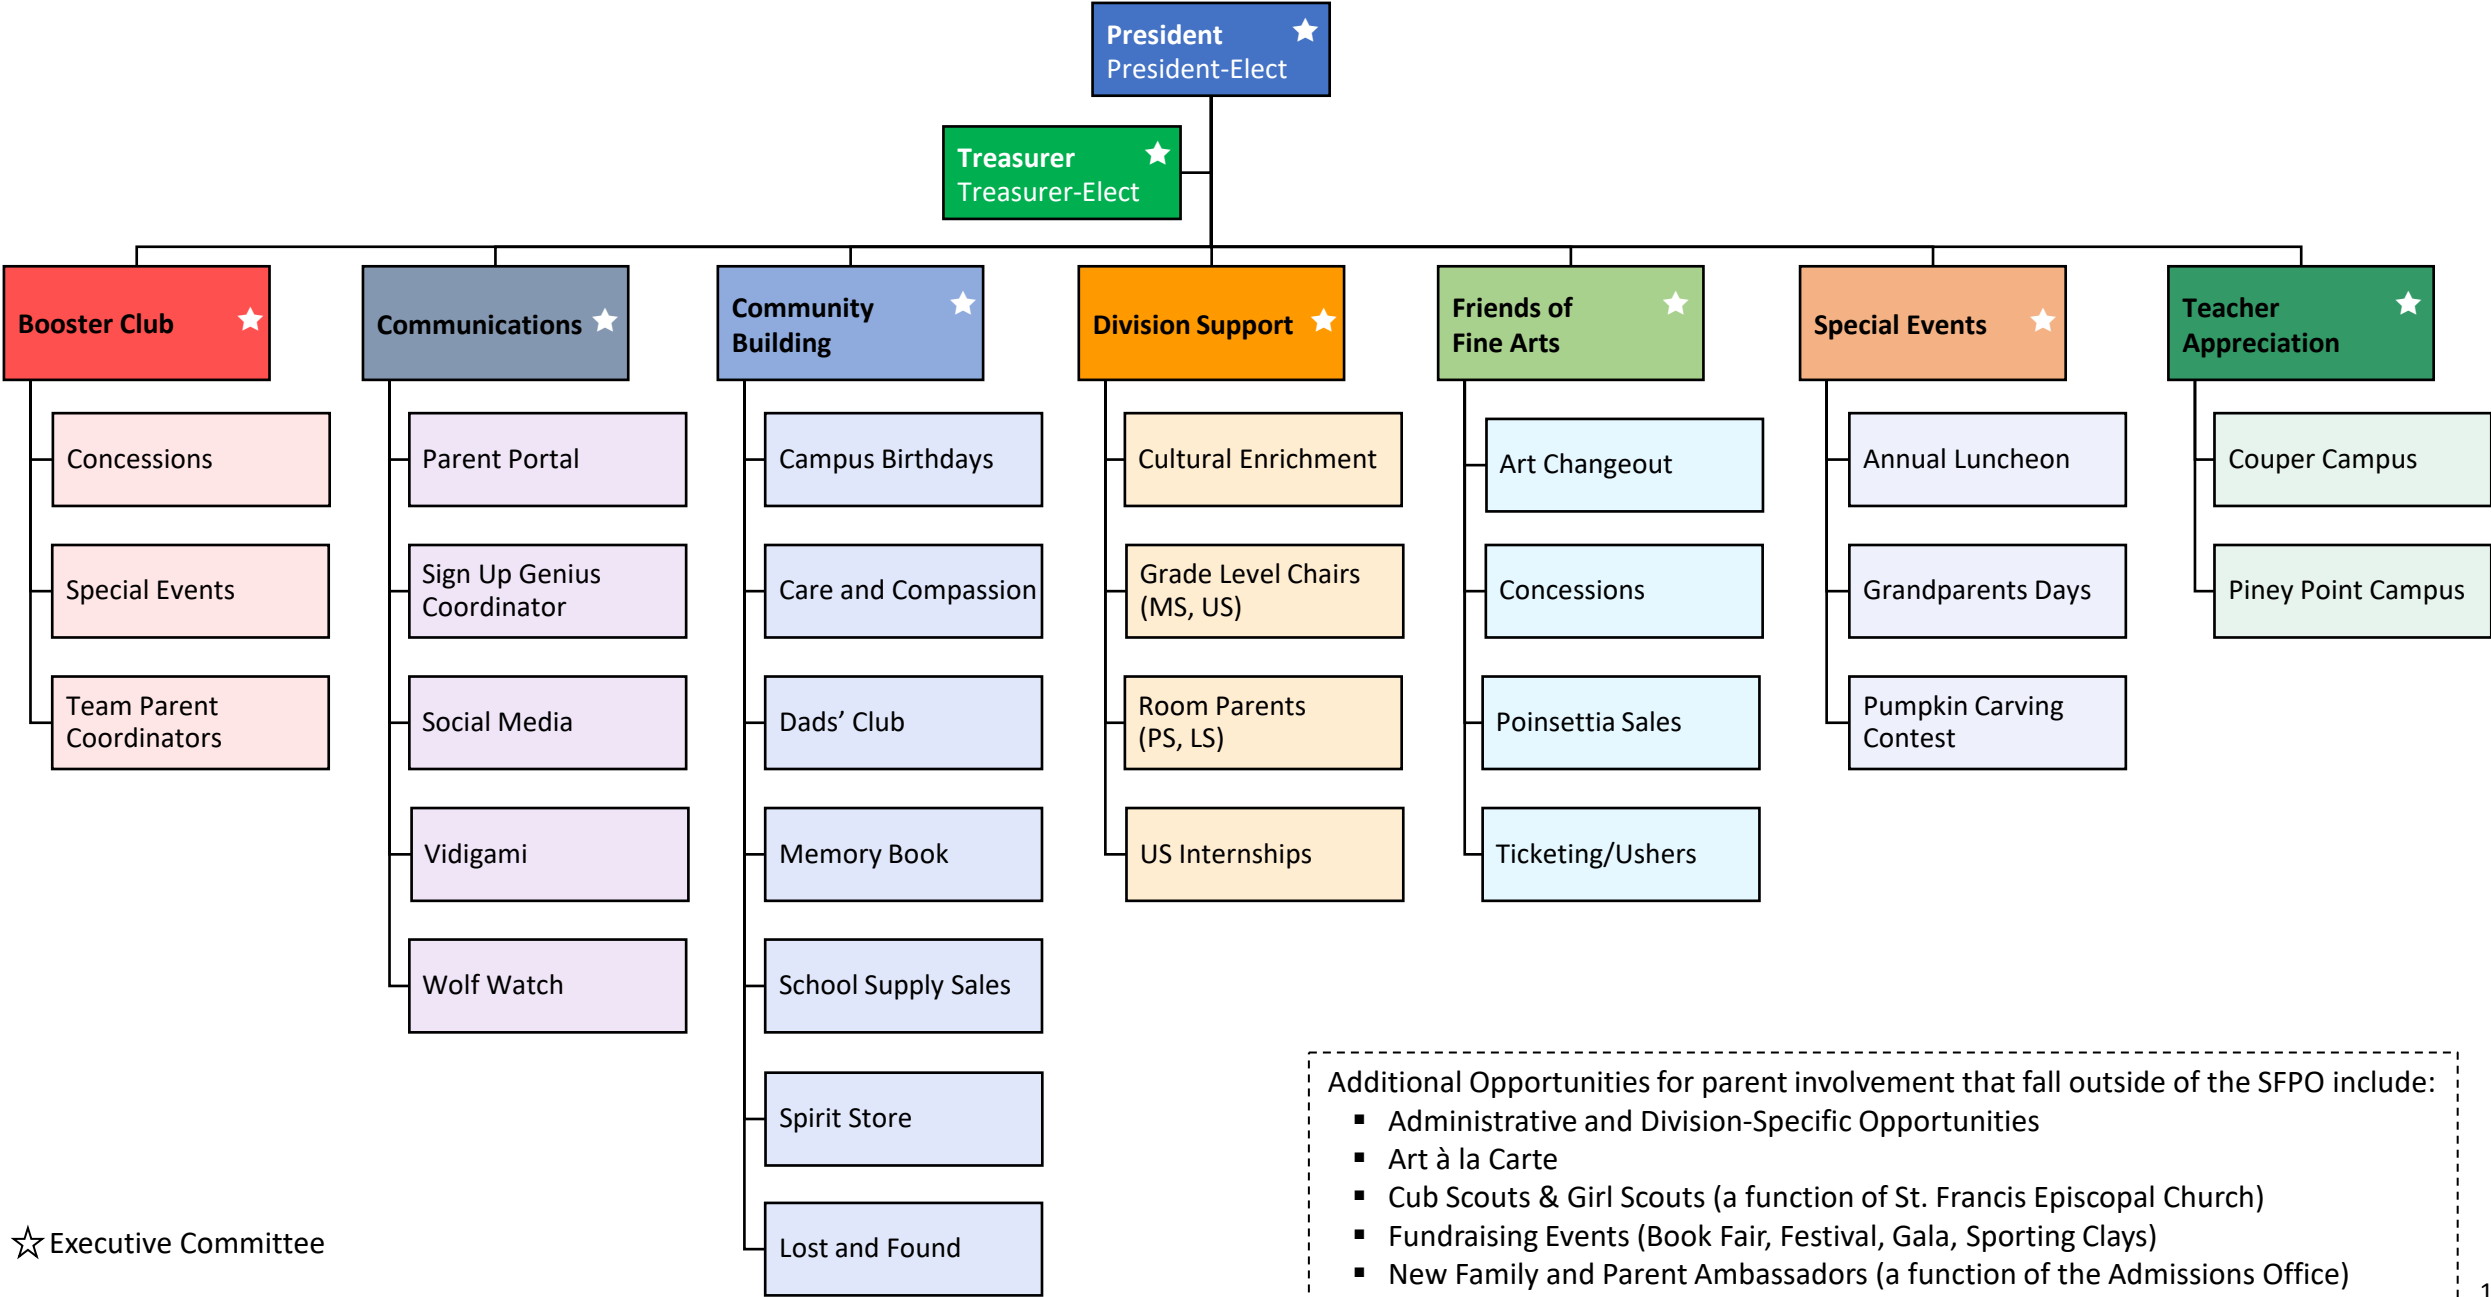 President
President-Elect
Treasurer
Treasurer-Elect
Booster Club
Communications
Community
Building
Division Support
Friends of
Fine Arts
Special Events
Teacher
Appreciation
Concessions
Special Events
Team Parent
Coordinators
Parent Portal
Sign Up Genius
Coordinator
Social Media
Vidigami
Wolf Watch
Campus Birthdays
Care and Compassion
Dads’ Club
Memory Book
School Supply Sales
Spirit Store
Lost and Found
Cultural Enrichment
Grade Level Chairs
(MS, US)
Room Parents
(PS, LS)
US Internships
Art Changeout
Concessions
Poinsettia Sales
Ticketing/Ushers
Annual Luncheon
Grandparents Days
Pumpkin Carving
Contest
Couper Campus
Piney Point Campus
☆ Executive Committee
Additional Opportunities for parent involvement that fall outside of the SFPO include:
▪ Administrative and Division-Specific Opportunities
▪ Art à la Carte
▪ Cub Scouts & Girl Scouts (a function of St. Francis Episcopal Church)
▪ Fundraising Events (Book Fair, Festival, Gala, Sporting Clays)
▪ New Family and Parent Ambassadors (a function of the Admissions Office)